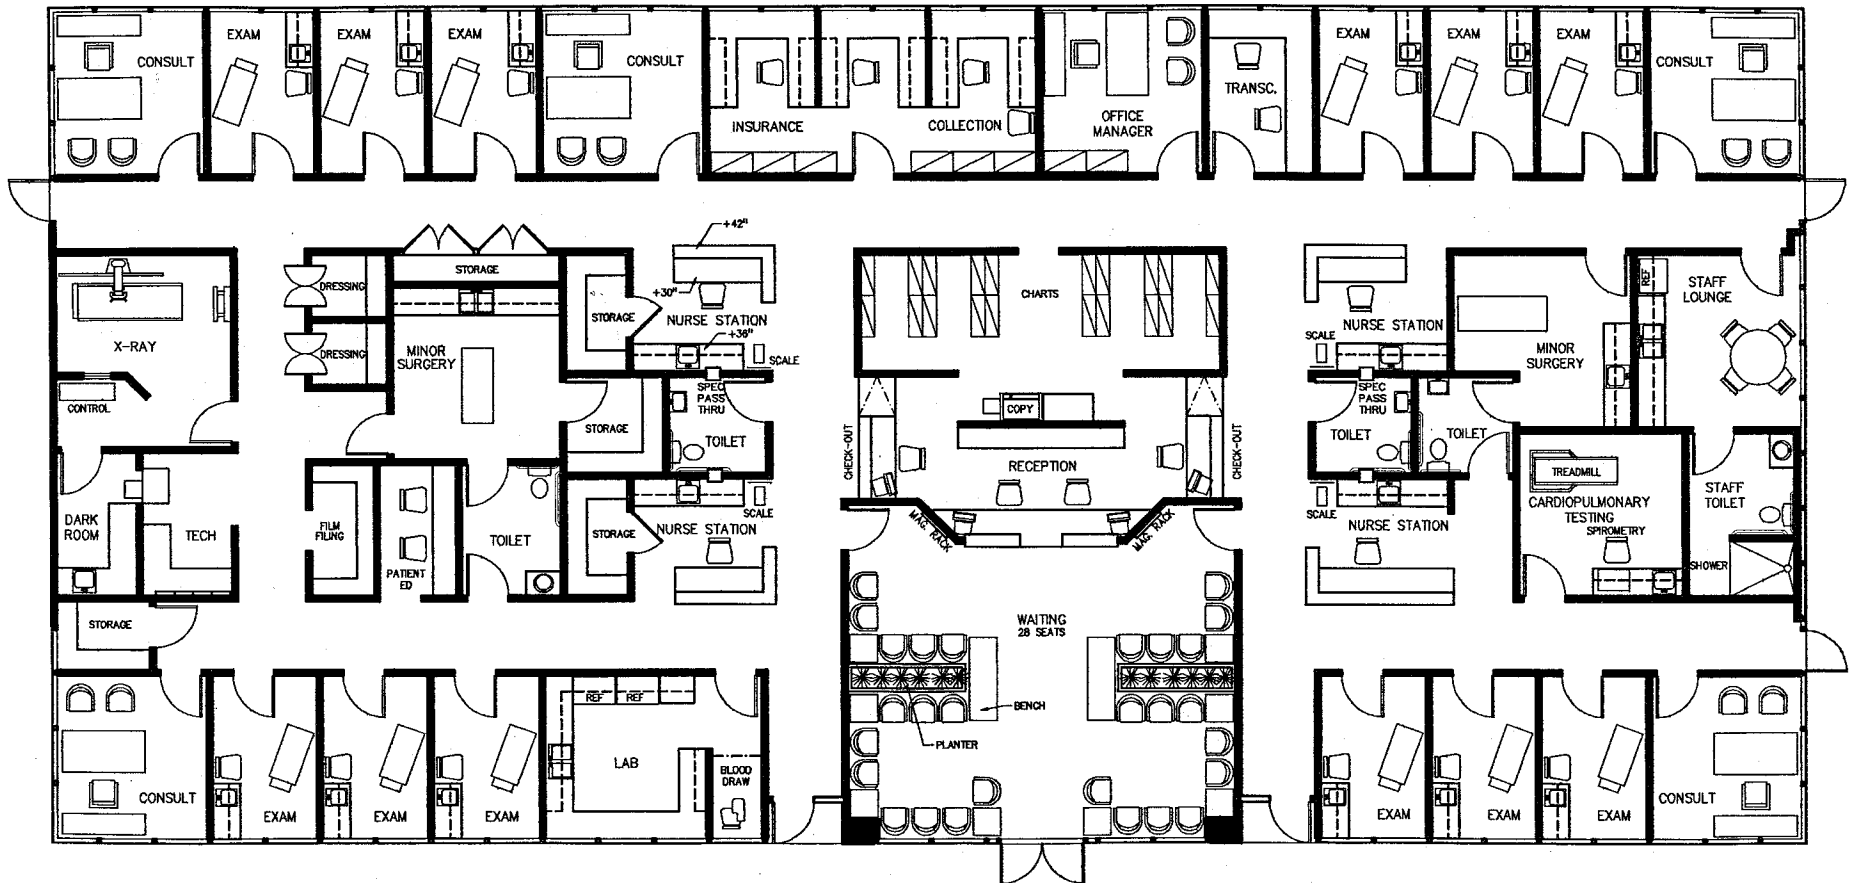 EXAM
EXAM
EXAM
CONSULT
CONSULT
INSURANCE
COLLECTION
OFFICE
MANAGER
TRANSC.
EXAM
EXAM
EXAM
CONSULT
+42"
STORAGE
DRESSING
+30"
STORAGE
NURSE STATION
+36"
SCALE
X-RAY
DRESSING
MINOR
SURGERY
CHARTS
NURSE STATION
SCALE
MINOR
SURGERY
REF
STAFF
LOUNGE
CONTROL
STORAGE
SPEC
PASS
THRU
TOILET
CHECK-OUT
COPY
RECEPTION
CHECK-OUT
SPEC
PASS
THRU
TOILET
TOILET
TREADMILL
CARDIOPULMONARY
TESTING
SPIROMETRY
STAFF
TOILET
DARK
ROOM
TECH
FILM
FILING
PATIENT
ED
TOILET
STORAGE
NURSE STATION
SCALE
MAG. RACK
MAG. RACK
SCALE
NURSE STATION
SHOWER
STORAGE
WAITING
28 SEATS
BENCH
PLANTER
REF
REF
LAB
BLOOD
DRAW
CONSULT
EXAM
EXAM
EXAM
EXAM
EXAM
EXAM
CONSULT